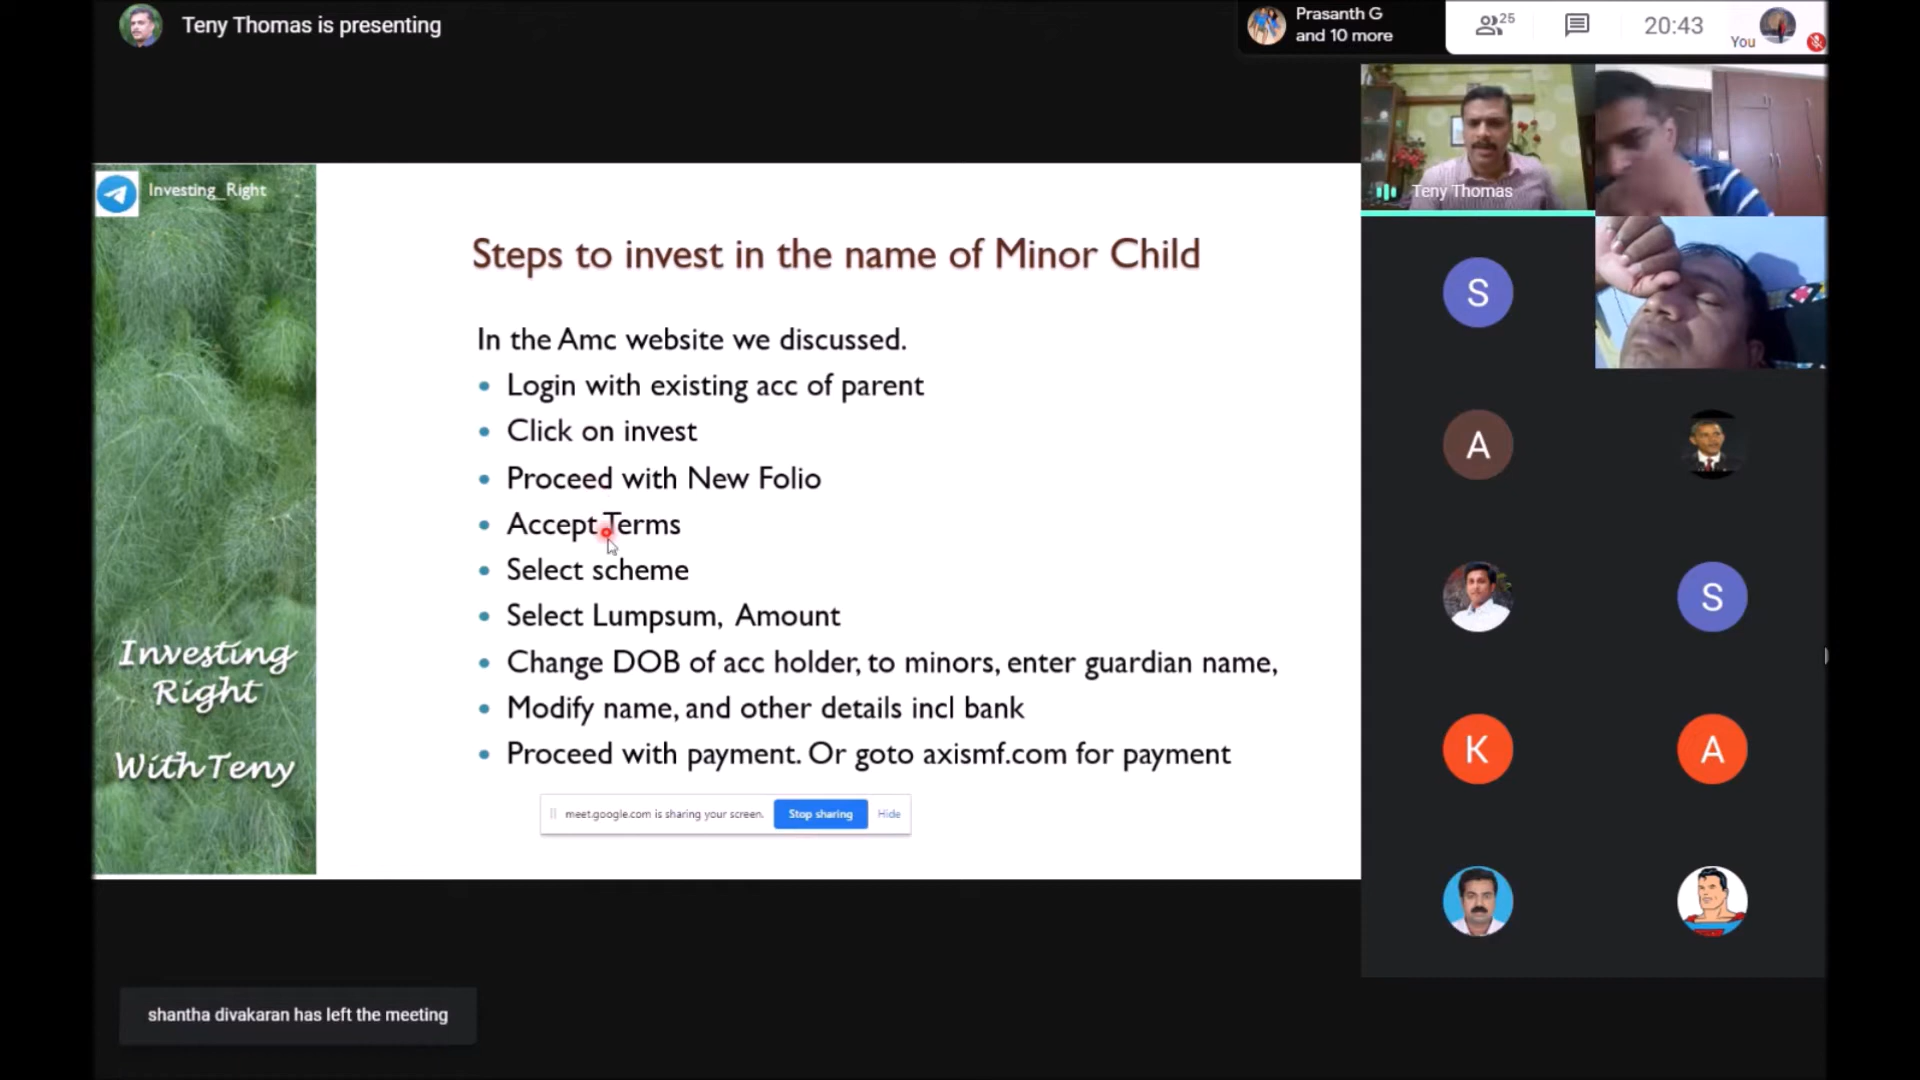 Teny Thomas is presenting
Prasanth G
and 10 more
25
20:43
You
Investing_Right
Teny Thomas
Steps to invest in the name of Minor Child
In the Amc website we discussed.
• Login with existing acc of parent
• Click on invest
• Proceed with New Folio
• Accept Terms
• Select scheme
• Select Lumpsum, Amount
• Change DOB of acc holder, to minors, enter guardian name,
• Modify name, and other details incl bank
• Proceed with payment. Or goto axismf.com for payment
Investing
Right
With Teny
meet.google.com is sharing your screen. Stop sharing Hide
S
A
S
K
A
shantha divakaran has left the meeting